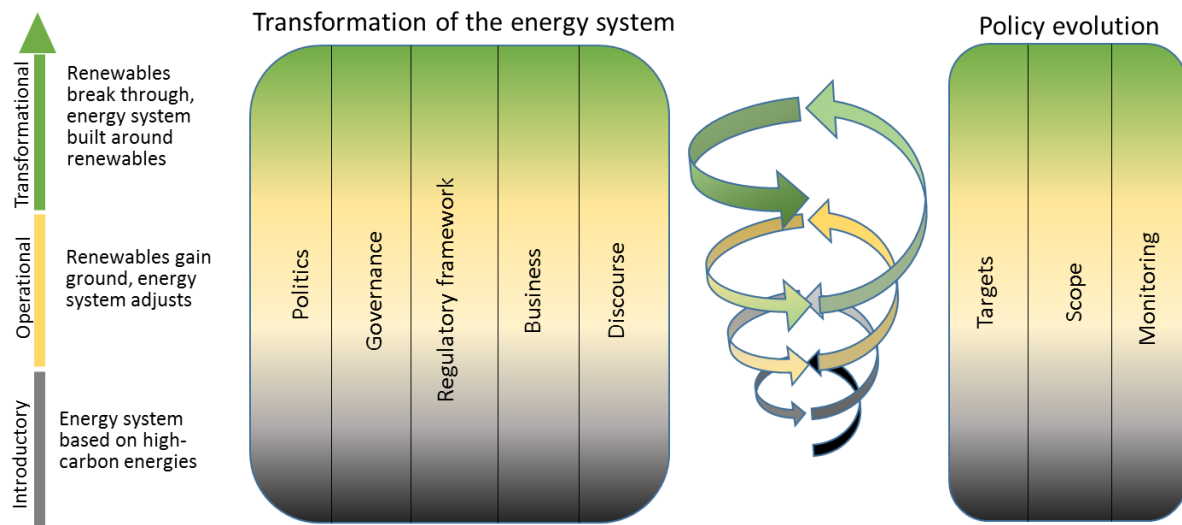 Transformation of the energy system
Policy evolution
Transformational
Renewables
break through,
energy system
built around
renewables
Operational
Renewables gain
ground, energy
system adjusts
Introductory
Energy system
based on high-
carbon energies
Politics
Governance
Regulatory framework
Business
Discourse
Targets
Scope
Monitoring